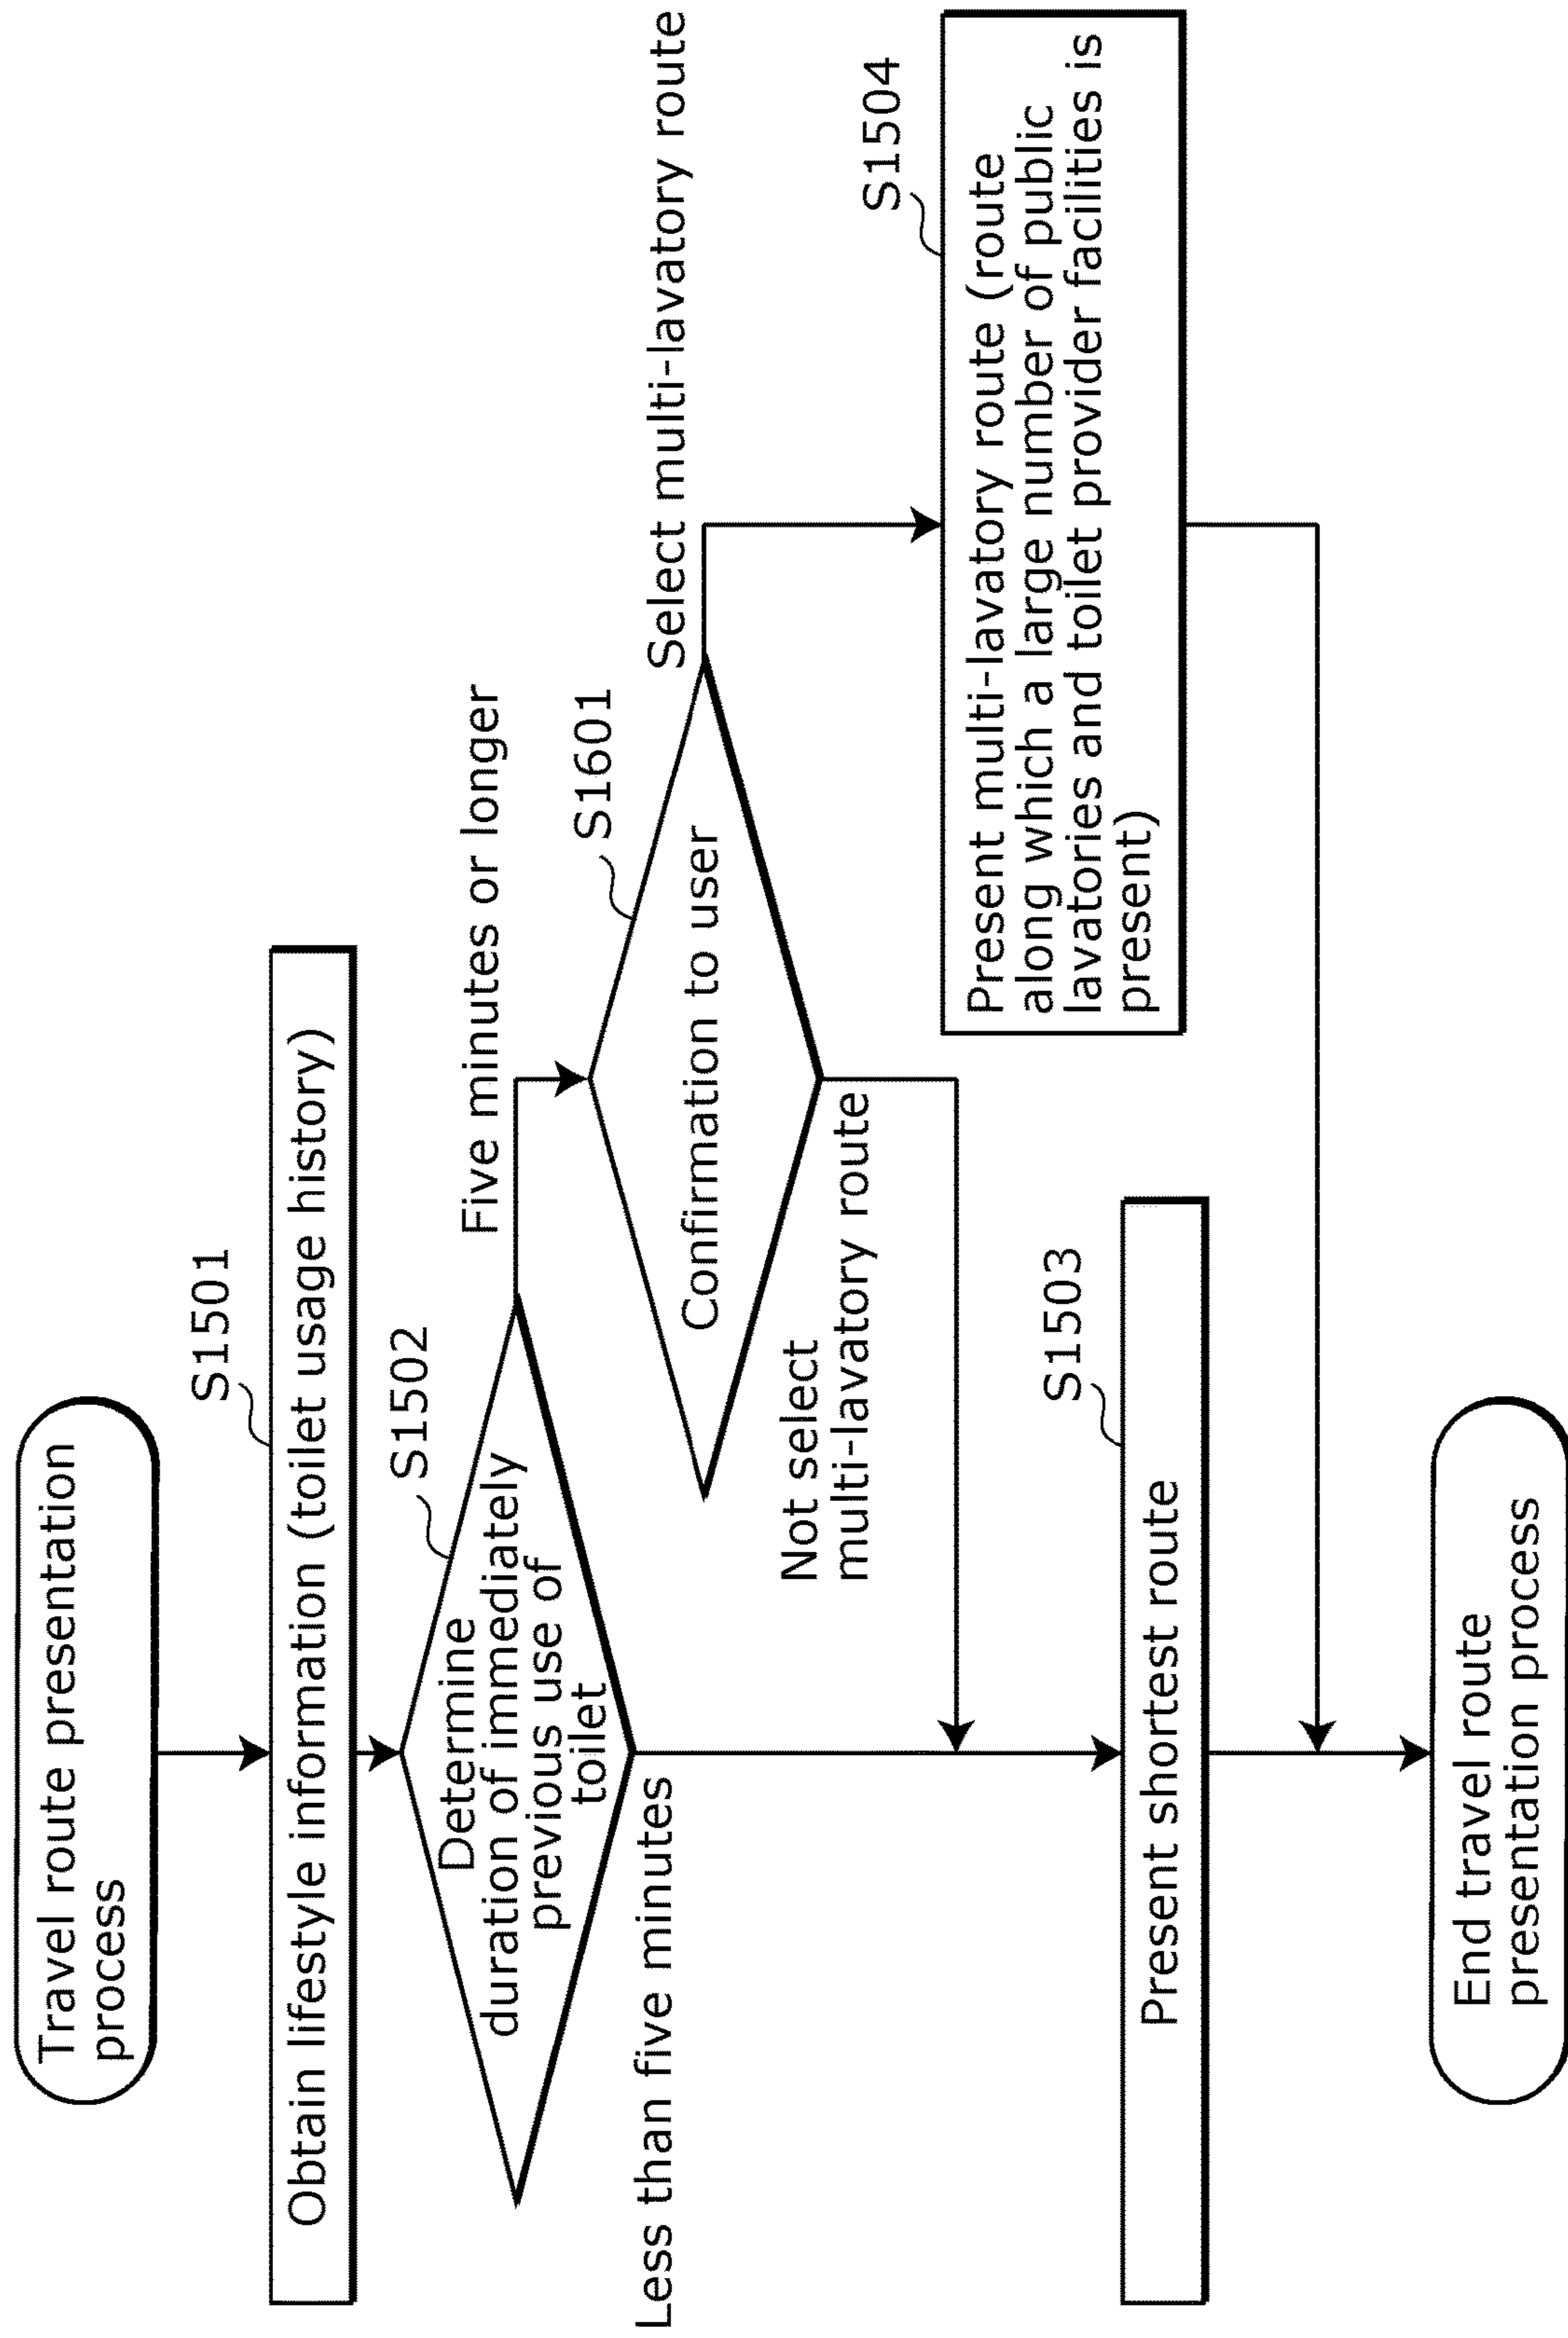 Travel route presentation
process
S1501
Obtain lifestyle information (toilet usage history)
S1502
Determine
duration of immediately
previous use of
toilet
Five minutes or longer
Less than five minutes
S1601
Confirmation to user
Select multi-lavatory route
Not select
multi-lavatory route
S1504
Present multi-lavatory route (route
along which a large number of public
lavatories and toilet provider facilities is
present)
S1503
Present shortest route
End travel route
presentation process